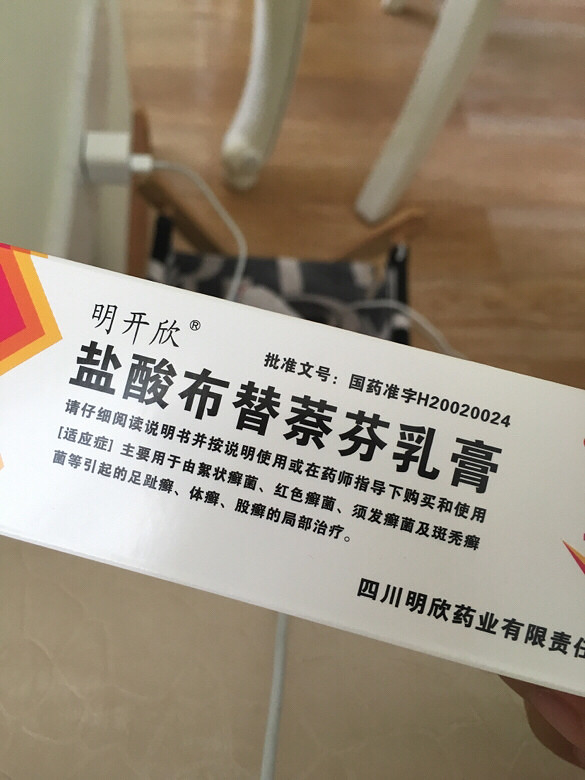 明开欣®
批准文号：国药准字H20020024
盐酸布替萘芬乳膏
请仔细阅读说明书并按说明使用或在药师指导下购买和使用
[适应症] 主要用于由絮状癣菌、红色癣菌、须发癣菌及斑秃癣
菌等引起的足趾癣、体癣、股癣的局部治疗。
四川明欣药业有限责任